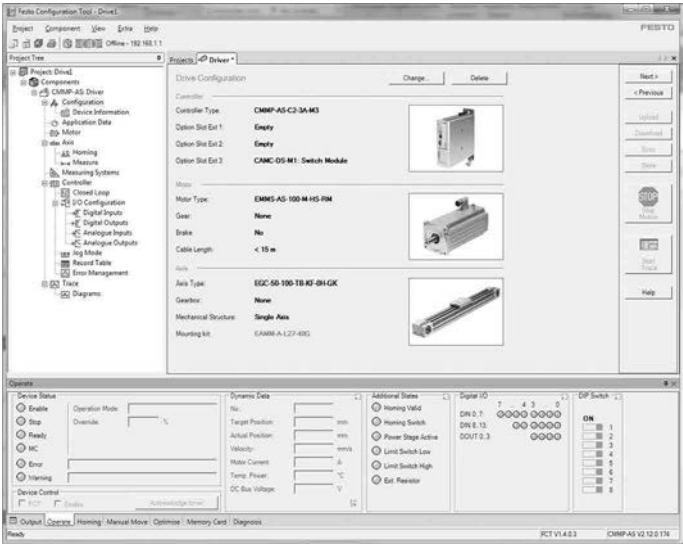 Festo Configuration Tool - Drive1
Project Component View Extra Help
FESTO
Offline - 192.168.1.1
Project Tree
Projects Driver *
Project: Drive1
Components
CMMP-AS: Driver
Configuration
Device Information
Application Data
Motor
Axis
Homing
Measure
Measuring Systems
Controller
Closed Loop
I/O Configuration
Digital Inputs
Digital Outputs
Analogue Inputs
Analogue Outputs
Jog Mode
Record Table
Error Management
Trace
Diagrams
Drive Configuration
Change...
Delete
Controller
Controller Type: CMMP-AS-C2-3A-M3
Option Slot Ext 1: Empty
Option Slot Ext 2: Empty
Option Slot Ext 3: CAMC-DS-M1: Switch Module
Motor
Motor Type: EMMS-AS-100-M-HS-RM
Gear: None
Brake No
Cable Length: < 15 m
Axis
Axis Type: EGC-50-100-TB-KF-0H-GK
Gearbox: None
Mechanical Structure: Single Axis
Mounting kit: EAMM-A-L27-40G
Next >
< Previous
Upload
Download
Sync
Store
STOP
Stop
Motion
Start
Trace
Help
Operate
Device Status
Enable
Stop
Ready
MC
Error
Warning
Operation Mode:
Override: %
Device Control
FCT
Enable
Acknowledge Error
Dynamic Data
No.:
Target Position: mm
Actual Position: mm
Velocity: mm/s
Motor Current: A
Temp. Power: °C
DC Bus Voltage: V
Additional States
Homing Valid
Homing Switch
Power Stage Active
Limit Switch Low
Limit Switch High
Ext. Resistor
Digital I/O
7 .. 4 3 .. 0
DIN 0..7:
DIN 8..13:
DOUT 0..3:
DIP Switch
ON
1
2
3
4
5
6
7
8
Output Operate Homing Manual Move Optimise Memory Card Diagnosis
Ready
FCT V1.4.0.3
CMMP-AS V2.12.0.174